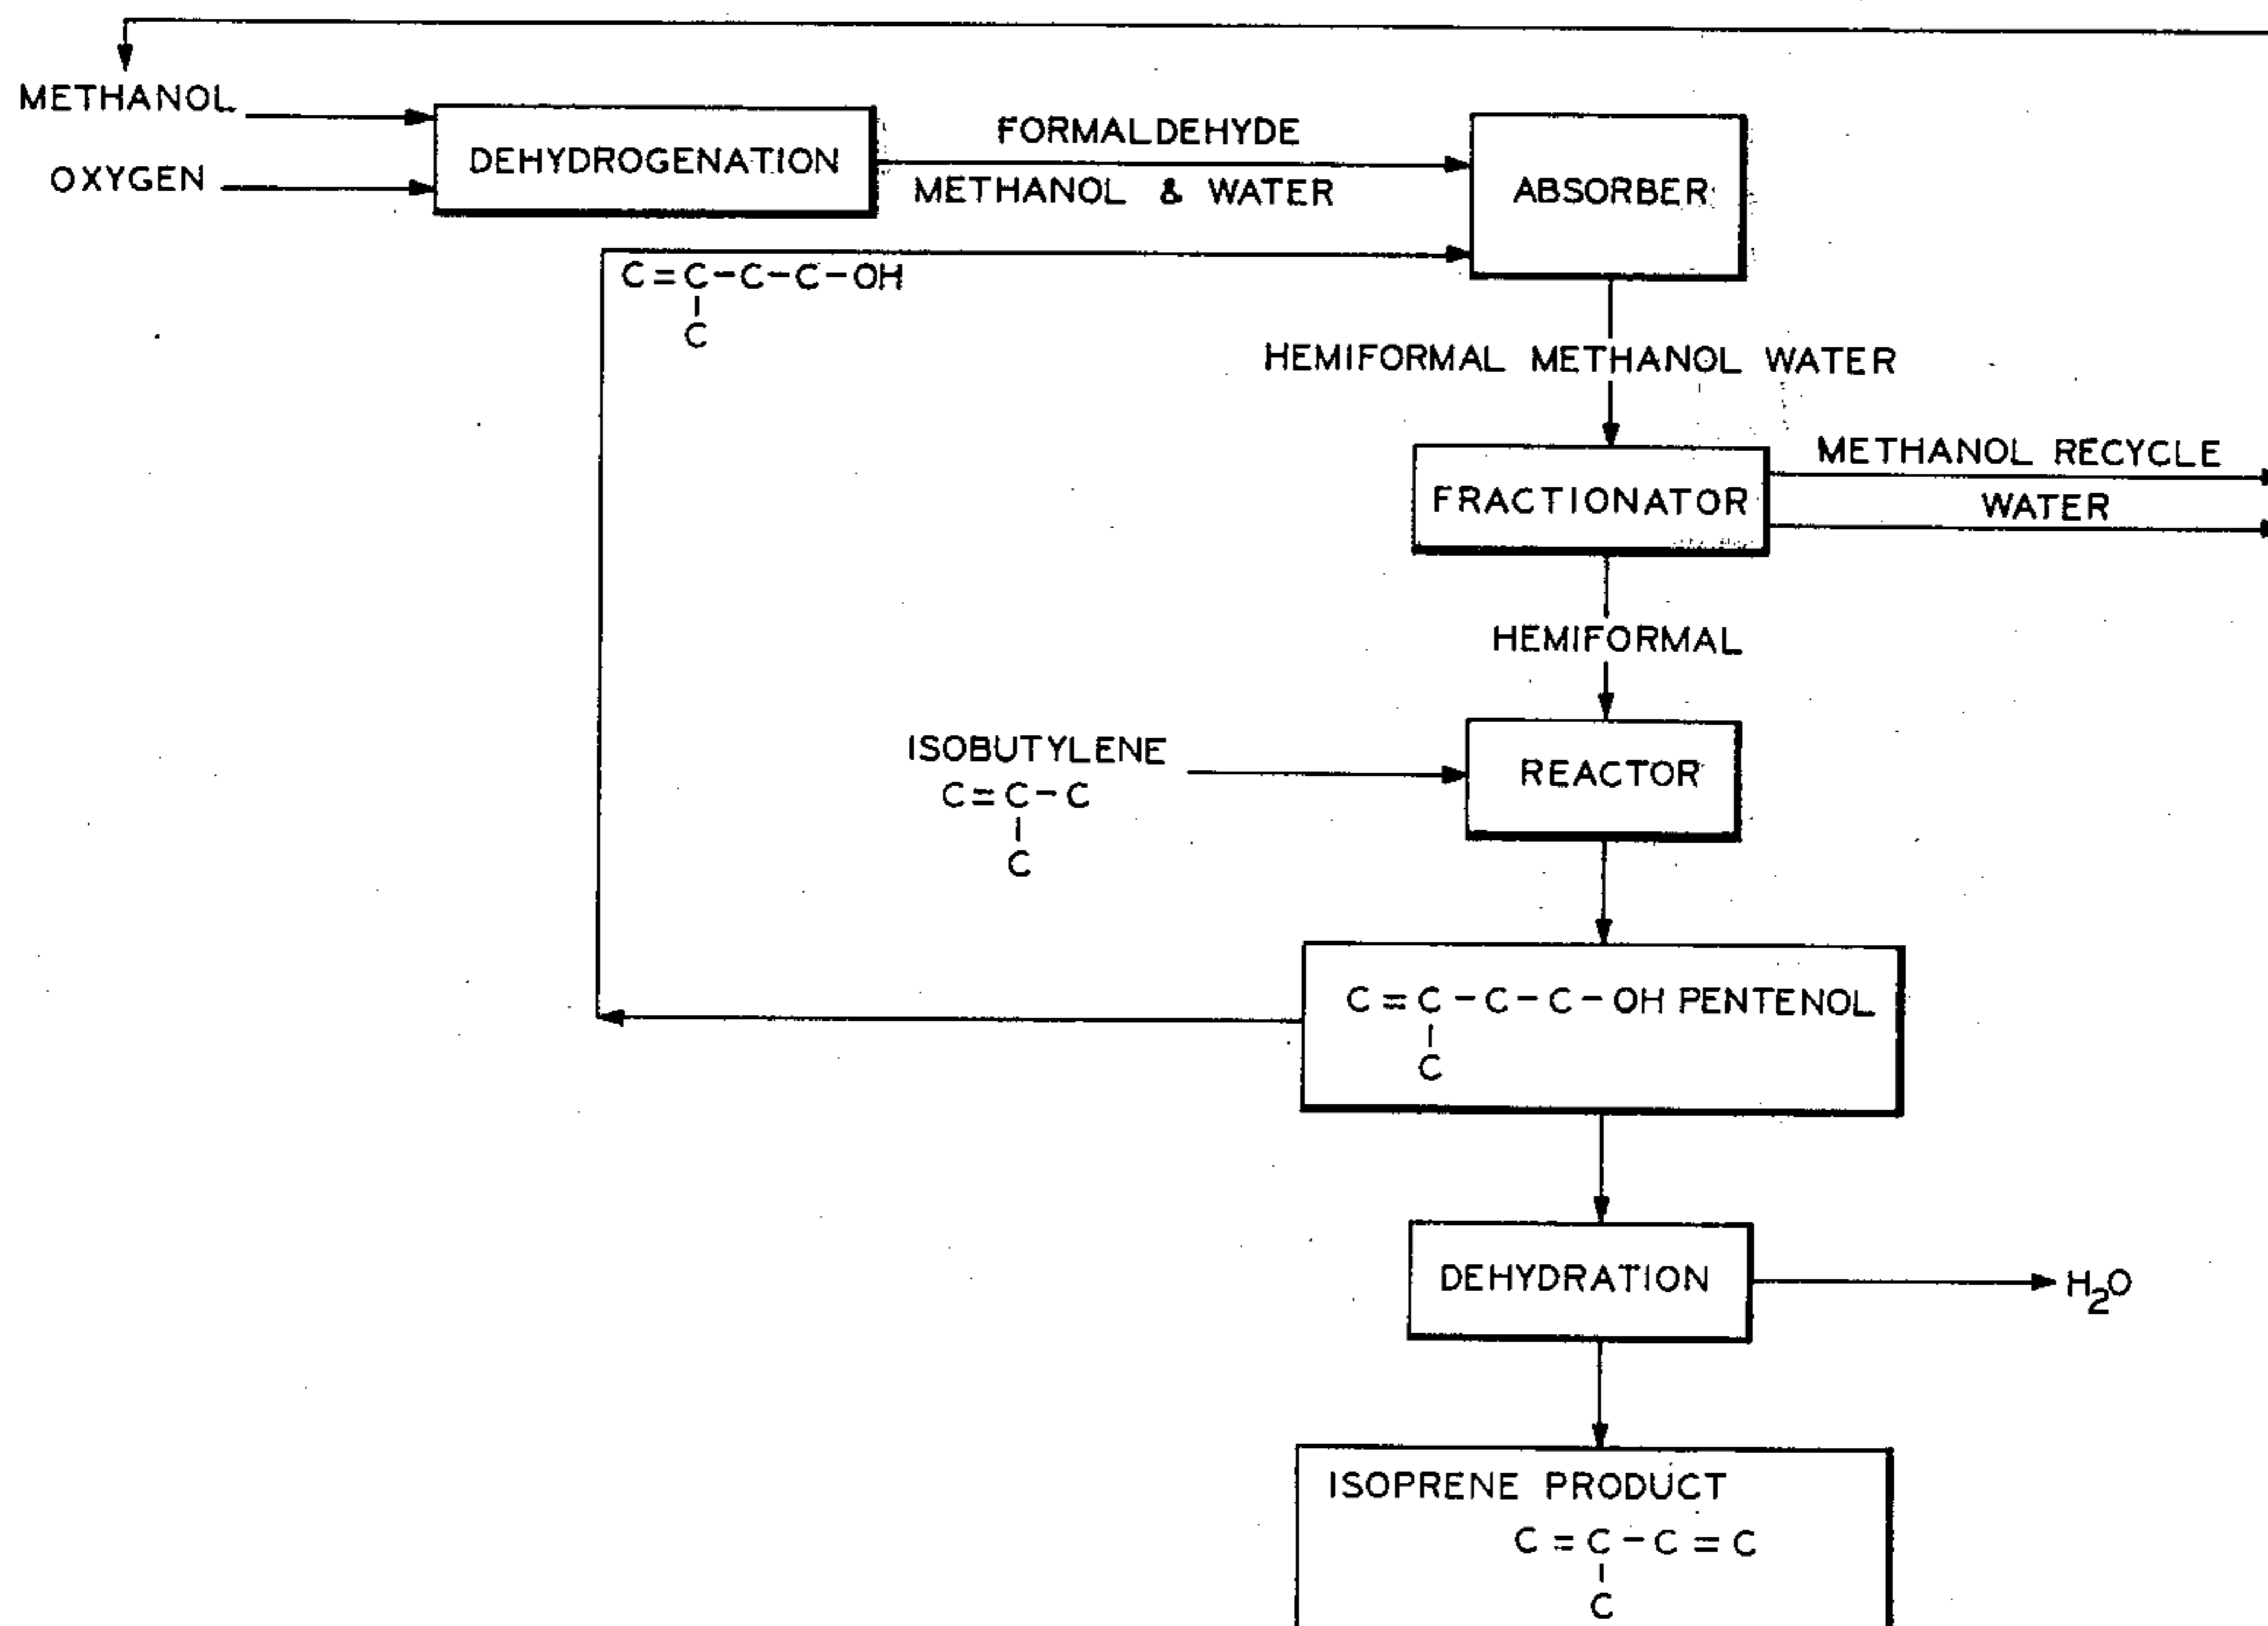 METHANOL
OXYGEN
DEHYDROGENATION
FORMALDEHYDE
METHANOL & WATER
ABSORBER
C=C-C-C-OH
C
HEMIFORMAL METHANOL WATER
FRACTIONATOR
METHANOL RECYCLE
WATER
HEMIFORMAL
ISOBUTYLENE
C=C-C
C
REACTOR
C=C-C-C-OH PENTENOL
C
DEHYDRATION
H₂O
ISOPRENE PRODUCT
C=C-C=C
C